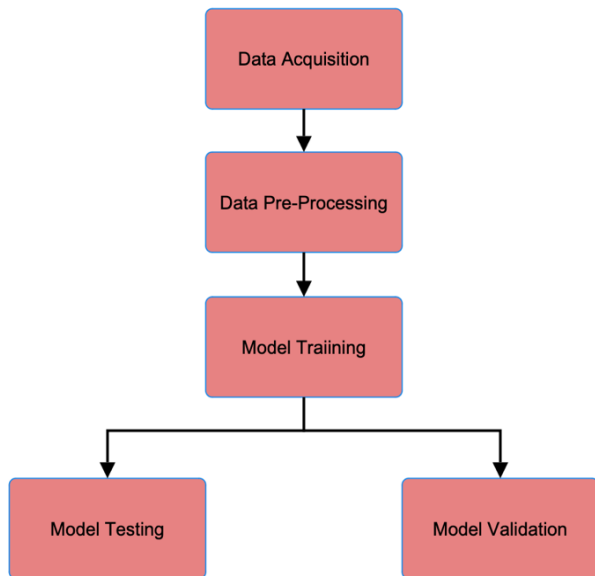 Data Acquisition
Data Pre-Processing
Model Traiining
Model Testing
Model Validation